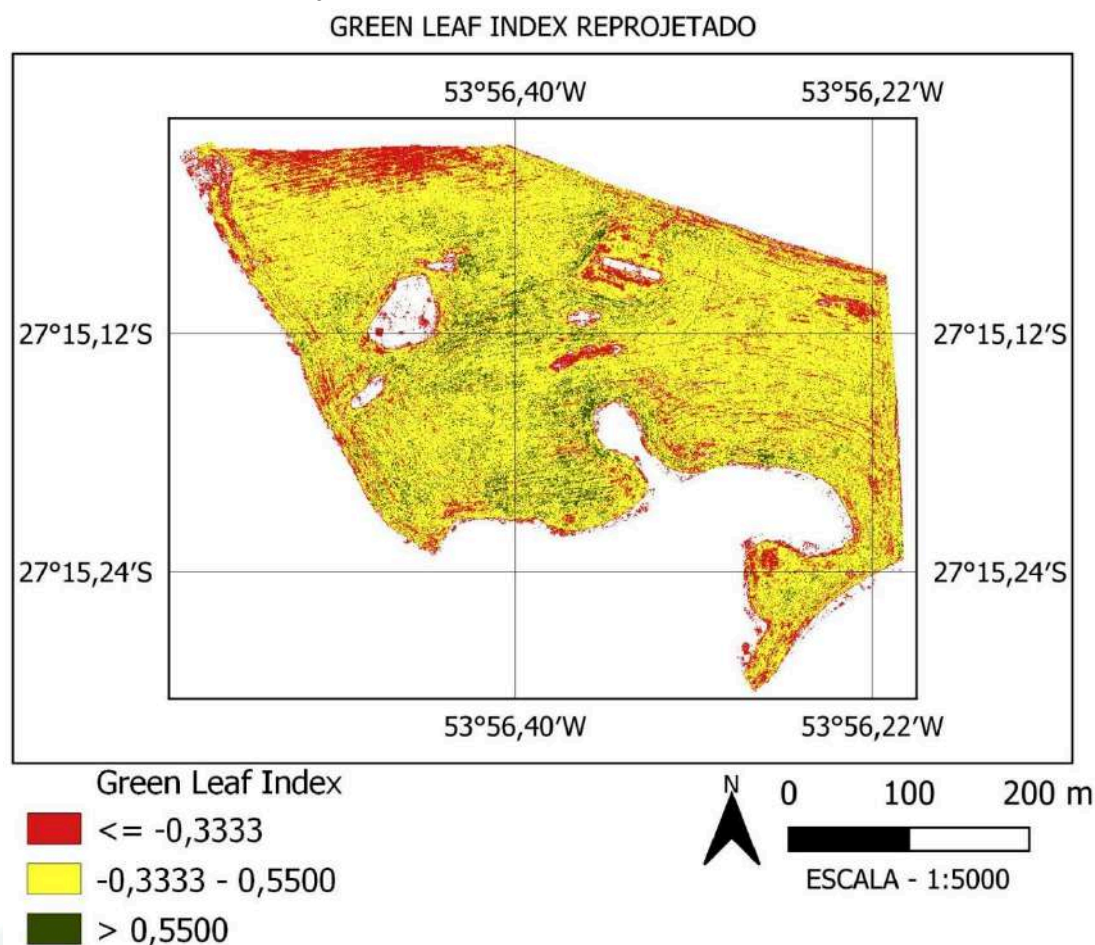 GREEN LEAF INDEX REPROJETADO
53°56,40′W 53°56,22′W
27°15,12′S 27°15,12′S
27°15,24′S 27°15,24′S
53°56,40′W 53°56,22′W
Green Leaf Index
<= -0,3333
-0,3333 - 0,5500
> 0,5500
N
0 100 200 m
ESCALA - 1:5000